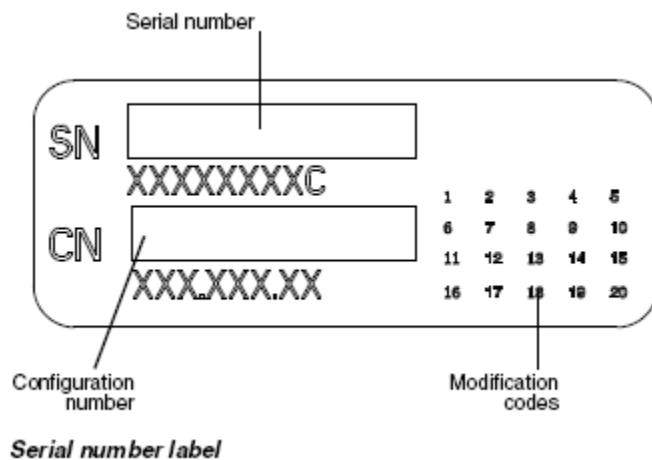 Serial number
SN
XXXXXXXXC
CN
XXX.XXX.XX
1 2 3 4 5
6 7 8 9 10
11 12 13 14 15
16 17 18 19 20
Configuration
number
Modification
codes
Serial number label